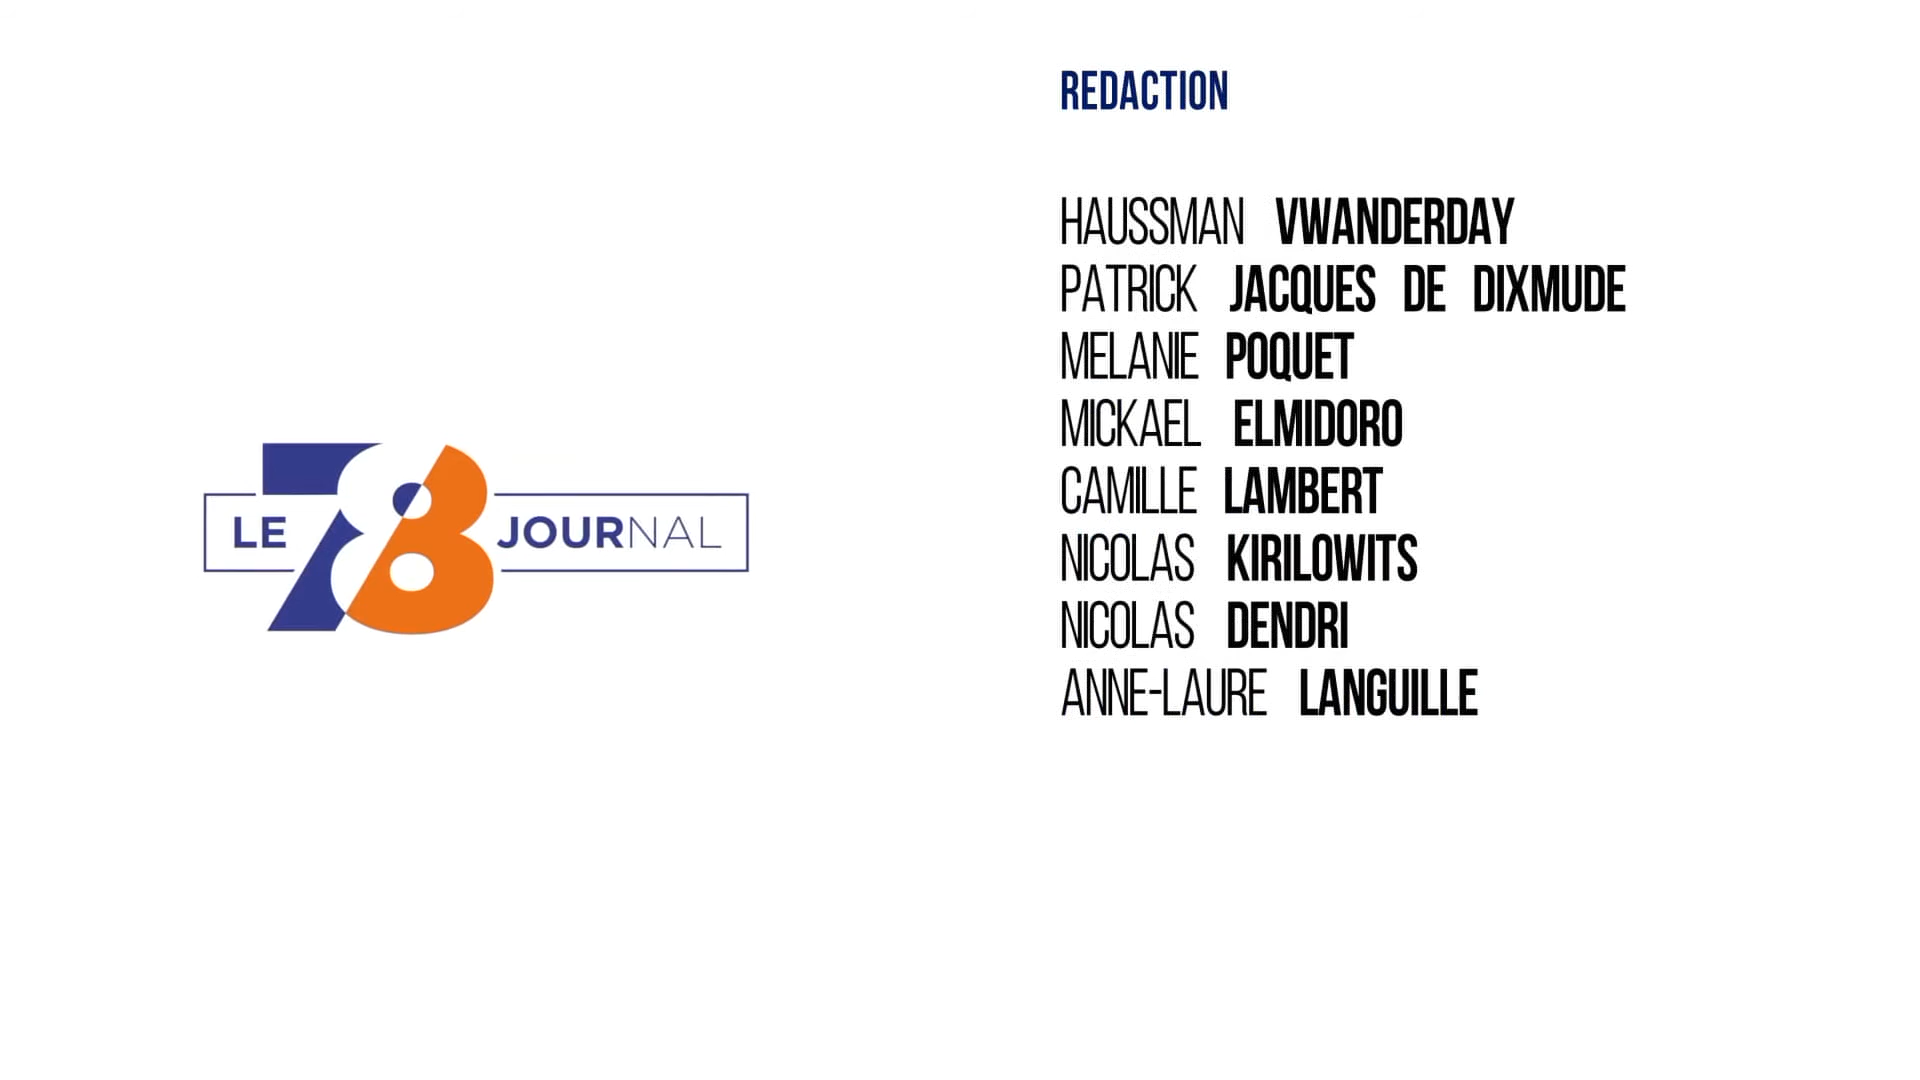 LE 78 JOURNAL
REDACTION
HAUSSMAN VWANDERDAY
PATRICK JACQUES DE DIXMUDE
MELANIE POQUET
MICKAEL ELMIDORO
CAMILLE LAMBERT
NICOLAS KIRILOWITS
NICOLAS DENDRI
ANNE-LAURE LANGUILLE